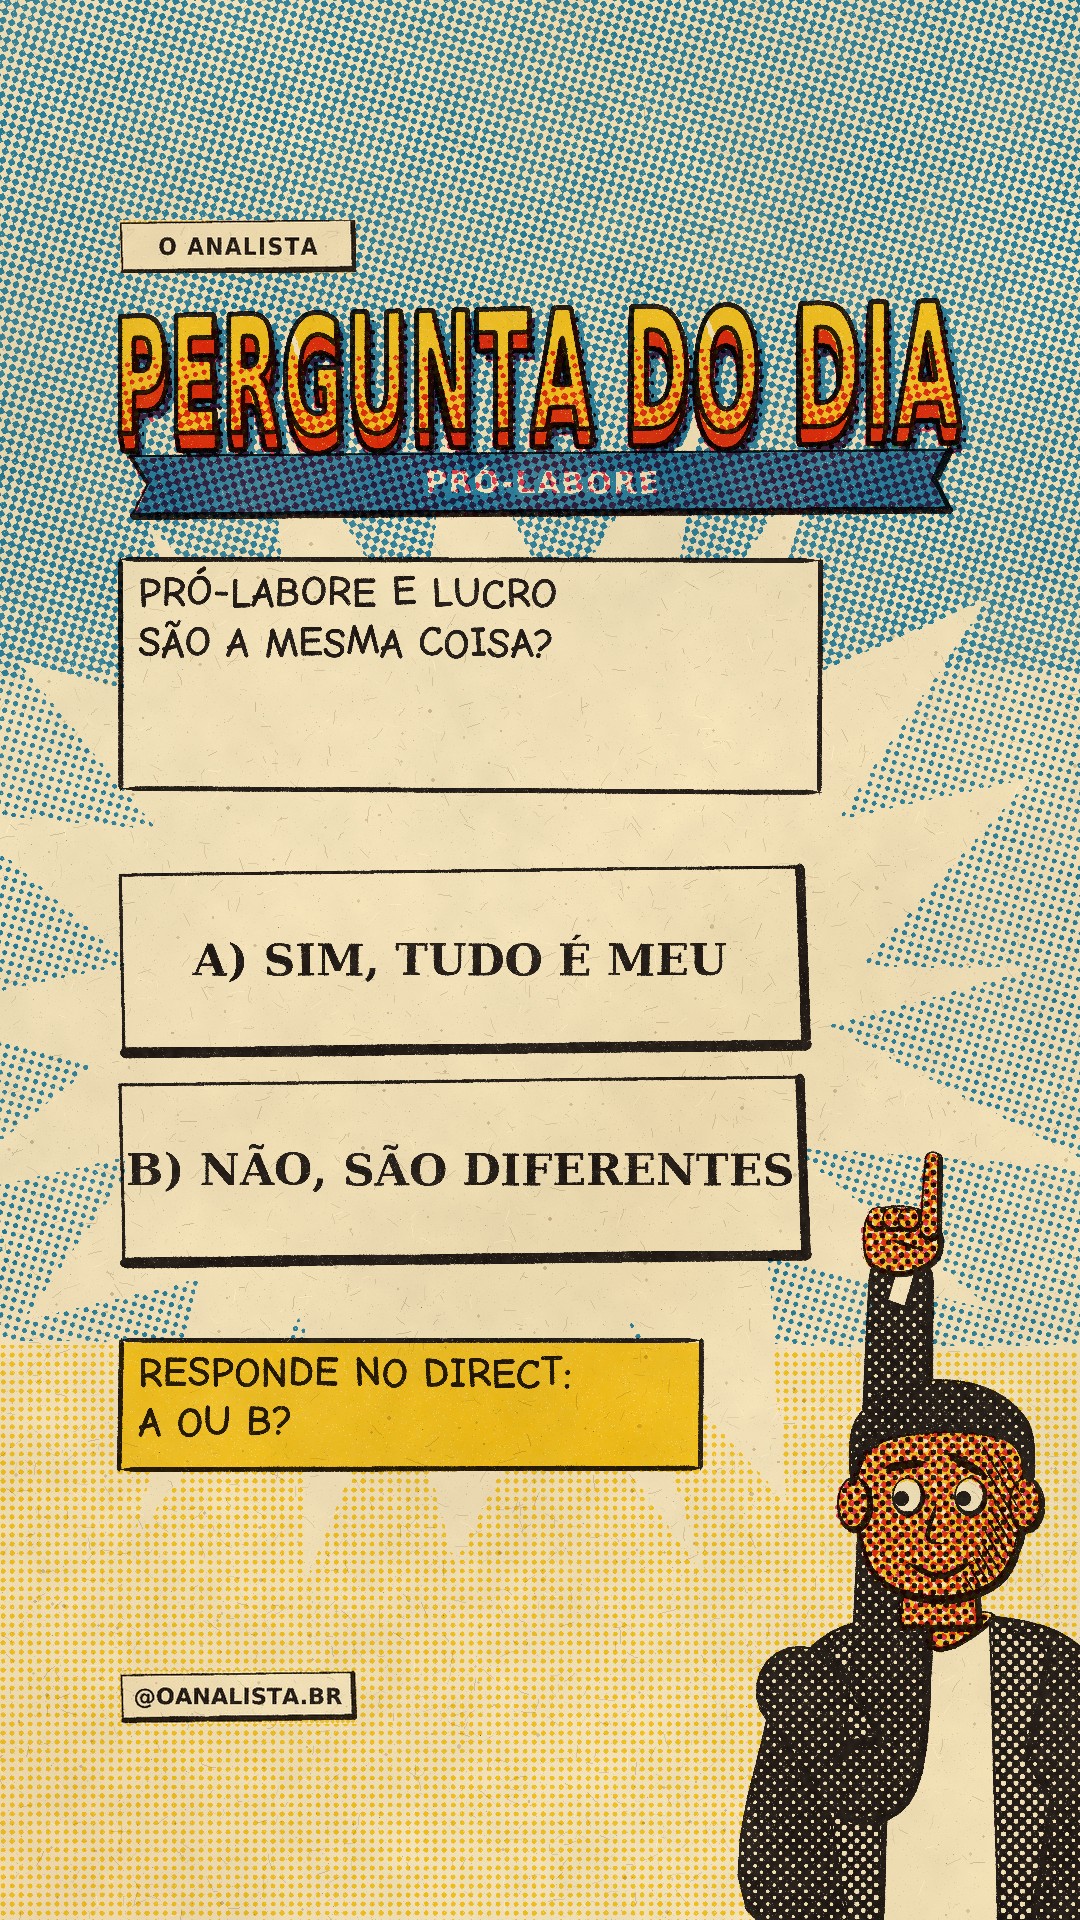 O ANALISTA
PERGUNTA DO DIA
PRÓ-LABORE
PRÓ-LABORE E LUCRO
SÃO A MESMA COISA?
A) SIM, TUDO É MEU
B) NÃO, SÃO DIFERENTES
RESPONDE NO DIRECT:
A OU B?
@OANALISTA.BR